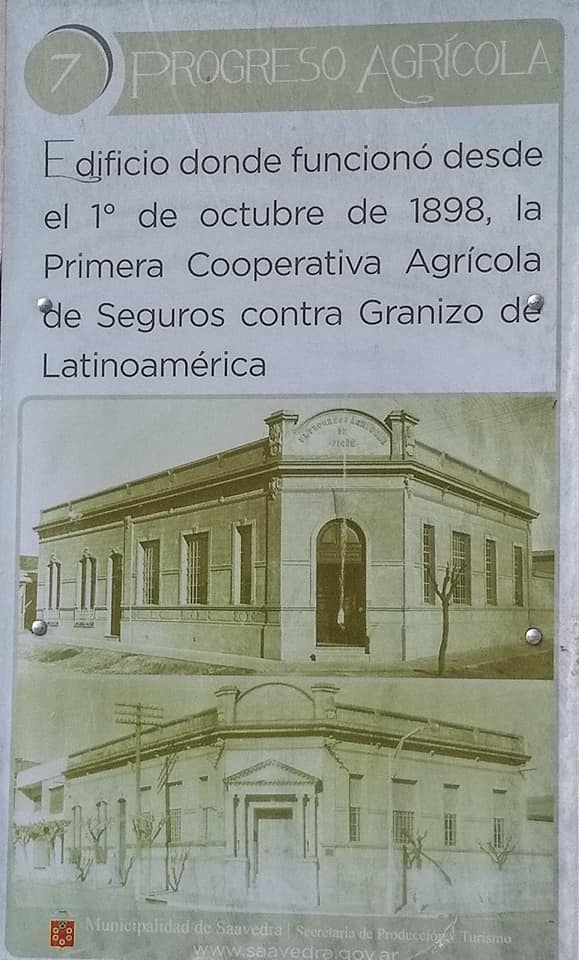 7 PROGRESO AGRÍCOLA
Edificio donde funcionó desde
el 1° de octubre de 1898, la
Primera Cooperativa Agrícola
de Seguros contra Granizo de
Latinoamérica
Municipalidad de Saavedra | Secretaria de Producción y Turismo
www.saavedra.gov.ar